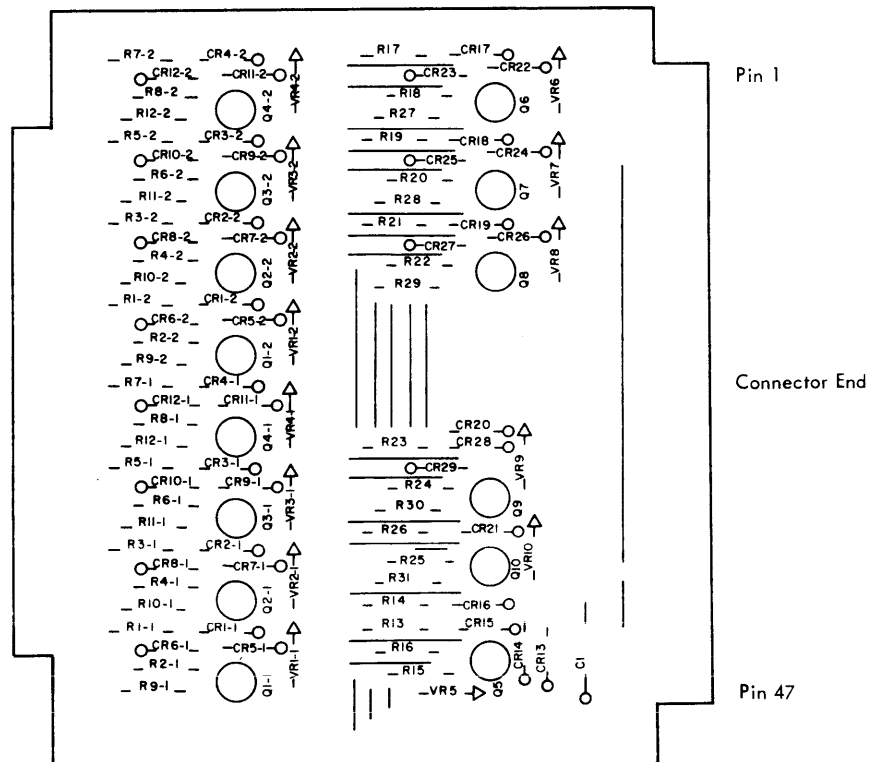 R7-2 CR4-2
CR12-2 CR11-2
R8-2 Q4-2 VR4-2
R12-2
R5-2 CR3-2
CR10-2 CR9-2
R6-2 Q3-2 VR3-2
R11-2
R3-2 CR2-2
CR8-2 CR7-2
R4-2 Q2-2 VR2-2
R10-2
R1-2 CR1-2
CR6-2 CR5-2
R2-2 Q1-2 VR1-2
R9-2
R7-1 CR4-1
CR12-1 CR11-1
R8-1 Q4-1 VR4-1
R12-1
R5-1 CR3-1
CR10-1 CR9-1
R6-1 Q3-1 VR3-1
R11-1
R3-1 CR2-1
CR8-1 CR7-1
R4-1 Q2-1 VR2-1
R10-1
R1-1 CR1-1
CR6-1 CR5-1
R2-1 Q1-1 VR1-1
R9-1
R17 CR17
CR23 CR22
R18 Q6 VR6
R27
R19 CR18
CR25 CR24
R20 Q7 VR7
R28
R21 CR19
CR27 CR26
R22 Q8 VR8
R29
CR20
R23 CR28
CR29 VR9
R24 Q9
R30
R26 CR21
R25 Q10 VR10
R31
R14 CR16
R13 CR15
R16 CR14 CR13 C1
R15 Q5
VR5
Pin 1
Connector End
Pin 47